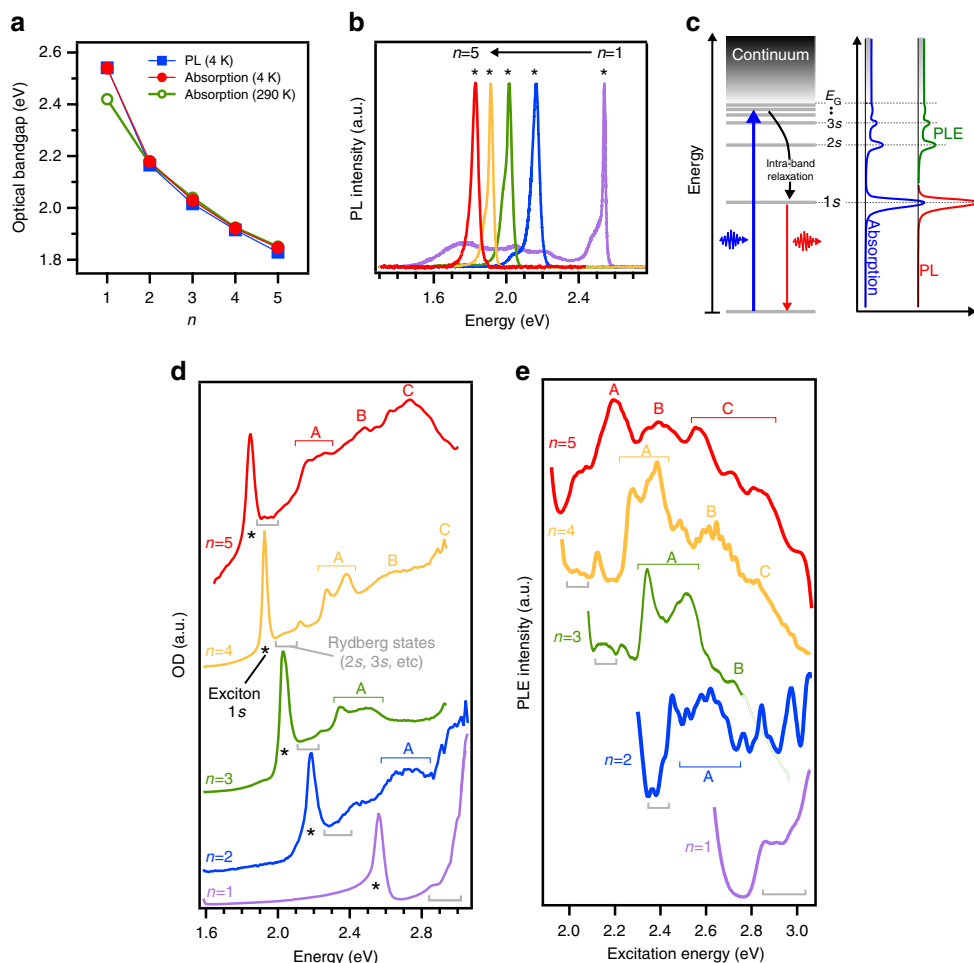 a
2.6
2.4
2.2
2.0
1.8
Optical bandgap (eV)
PL (4 K)
Absorption (4 K)
Absorption (290 K)
1 2 3 4 5
n
b
n=5 n=1
* * * * *
PL intensity (a.u.)
1.6 2.0 2.4
Energy (eV)
c
Energy
Continuum
EG
3s
2s
1s
Intra-band
relaxation
Absorption
PLE
PL
d
OD (a.u.)
C
B
A
n=5
*
C
B
A
n=4
*
Rydberg states
(2s, 3s, etc)
Exciton
1s
A
n=3
*
A
n=2
*
n=1
*
1.6 2.0 2.4 2.8
Energy (eV)
e
PLE intensity (a.u.)
A
B
C
n=5
A
B
C
n=4
A
B
n=3
n=2
A
n=1
2.0 2.2 2.4 2.6 2.8 3.0
Excitation energy (eV)